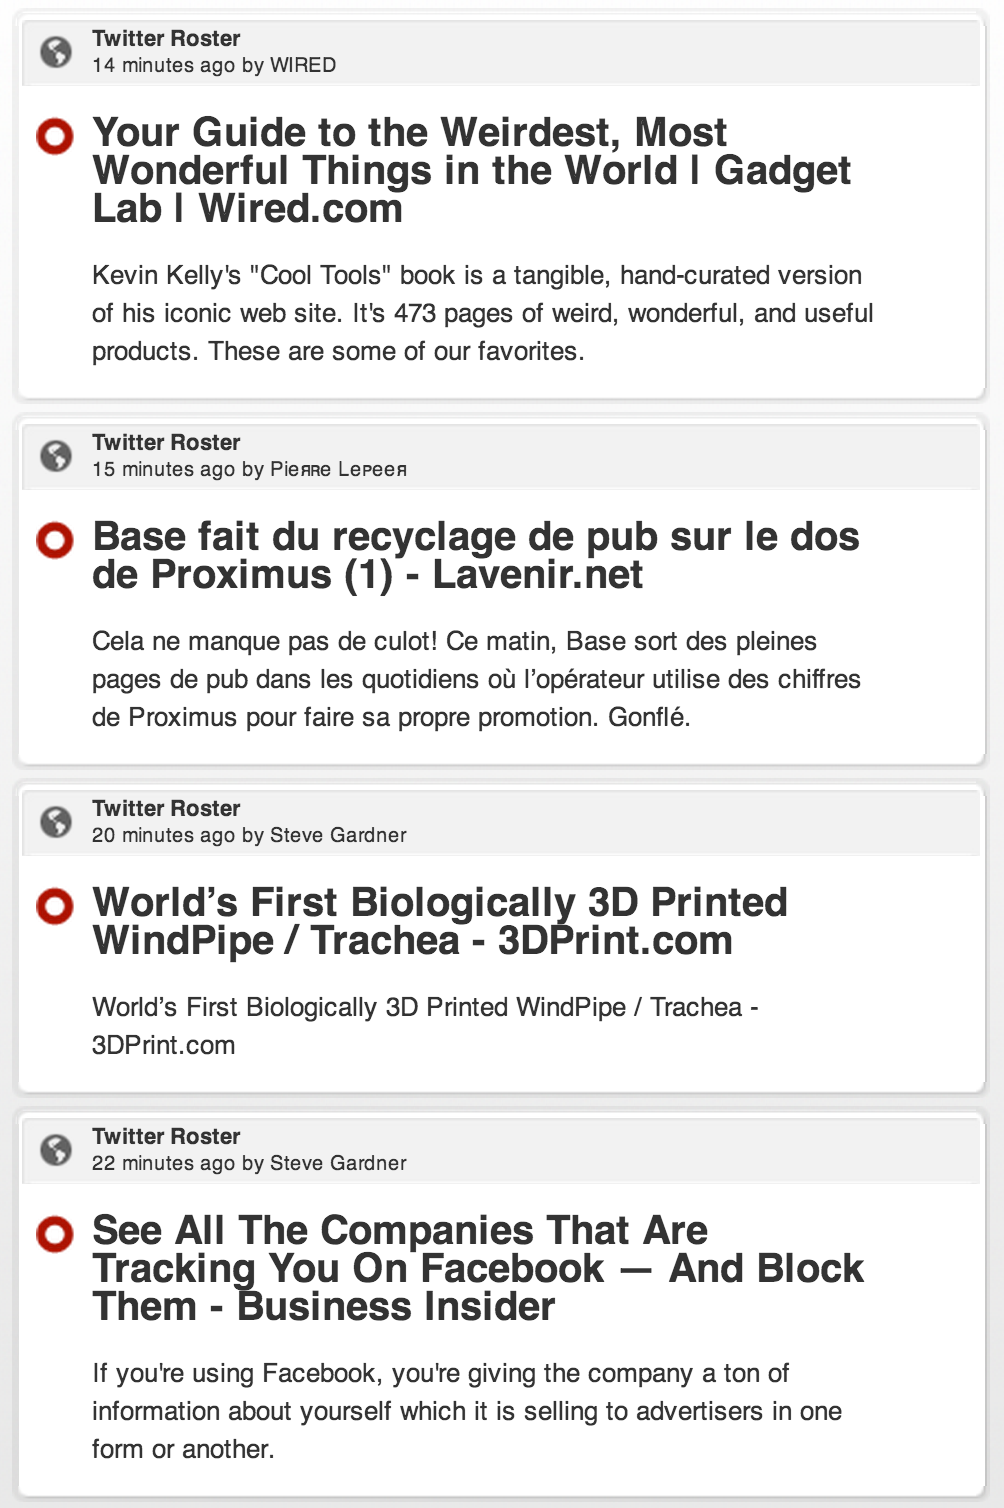 Twitter Roster
14 minutes ago by WIRED
Your Guide to the Weirdest, Most
Wonderful Things in the World | Gadget
Lab | Wired.com
Kevin Kelly's "Cool Tools" book is a tangible, hand-curated version
of his iconic web site. It's 473 pages of weird, wonderful, and useful
products. These are some of our favorites.
Twitter Roster
15 minutes ago by Pieᴙᴙe Leᴘeeᴙ
Base fait du recyclage de pub sur le dos
de Proximus (1) - Lavenir.net
Cela ne manque pas de culot! Ce matin, Base sort des pleines
pages de pub dans les quotidiens où l’opérateur utilise des chiffres
de Proximus pour faire sa propre promotion. Gonflé.
Twitter Roster
20 minutes ago by Steve Gardner
World’s First Biologically 3D Printed
WindPipe / Trachea - 3DPrint.com
World’s First Biologically 3D Printed WindPipe / Trachea -
3DPrint.com
Twitter Roster
22 minutes ago by Steve Gardner
See All The Companies That Are
Tracking You On Facebook — And Block
Them - Business Insider
If you're using Facebook, you're giving the company a ton of
information about yourself which it is selling to advertisers in one
form or another.